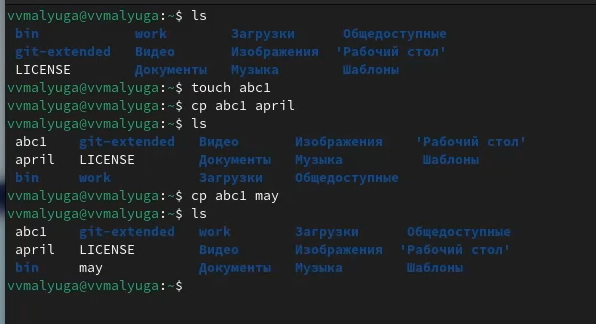 vvmalyuga@vvmalyuga:~$ ls
bin work Загрузки Общедоступные
git-extended Видео Изображения 'Рабочий стол'
LICENSE Документы Музыка Шаблоны
vvmalyuga@vvmalyuga:~$ touch abc1
vvmalyuga@vvmalyuga:~$ cp abc1 april
vvmalyuga@vvmalyuga:~$ ls
abc1 git-extended Видео Изображения 'Рабочий стол'
april LICENSE Документы Музыка Шаблоны
bin work Загрузки Общедоступные
vvmalyuga@vvmalyuga:~$ cp abc1 may
vvmalyuga@vvmalyuga:~$ ls
abc1 git-extended work Загрузки Общедоступные
april LICENSE Видео Изображения 'Рабочий стол'
bin may Документы Музыка Шаблоны
vvmalyuga@vvmalyuga:~$